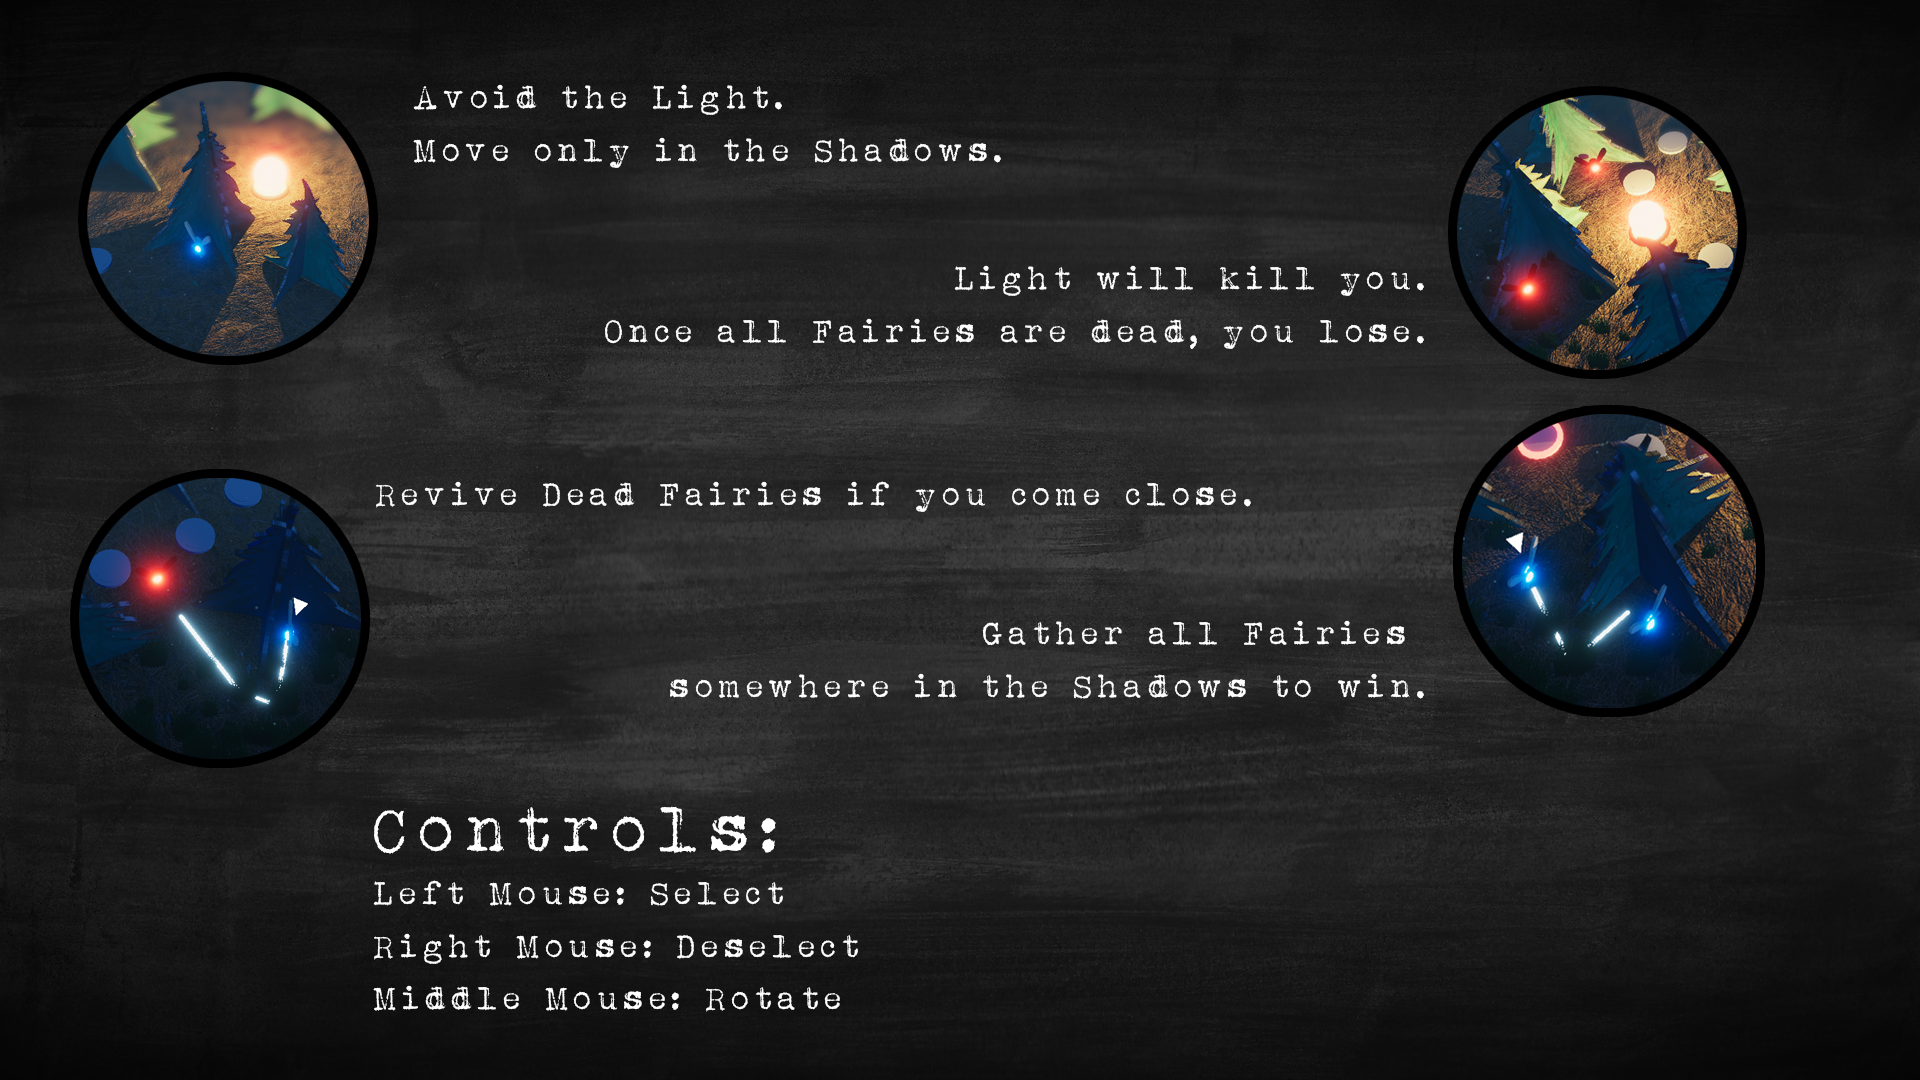 Avoid the Light.
Move only in the Shadows.
Light will kill you.
Once all Fairies are dead, you lose.
Revive Dead Fairies if you come close.
Gather all Fairies
somewhere in the Shadows to win.
Controls:
Left Mouse: Select
Right Mouse: Deselect
Middle Mouse: Rotate